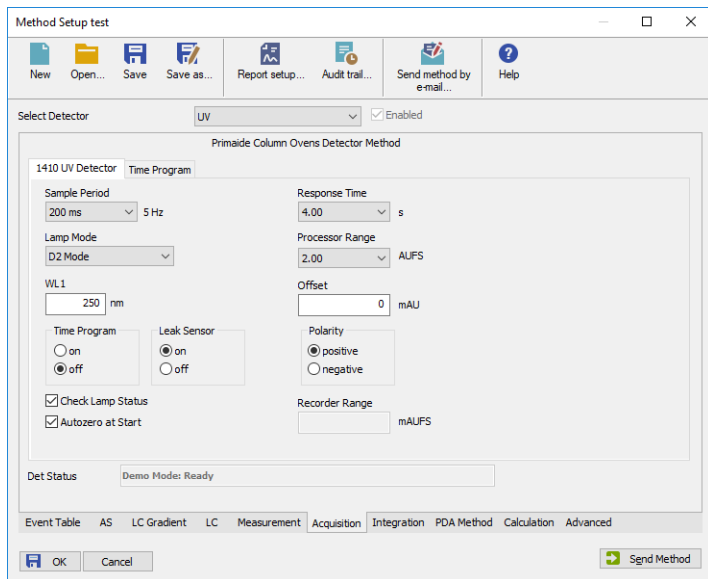 Method Setup test
New
Open...
Save
Save as...
Report setup...
Audit trail...
Send method by
e-mail...
Help
Select Detector
UV
Enabled
Primaide Column Ovens Detector Method
1410 UV Detector
Time Program
Sample Period
200 ms
5 Hz
Response Time
4.00
s
Lamp Mode
D2 Mode
Processor Range
2.00
AUFS
WL1
250
nm
Offset
0
mAU
Time Program
on
off
Leak Sensor
on
off
Polarity
positive
negative
Check Lamp Status
Autozero at Start
Recorder Range
mAUFS
Det Status
Demo Mode: Ready
Event Table
AS
LC Gradient
LC
Measurement
Acquisition
Integration
PDA Method
Calculation
Advanced
OK
Cancel
Send Method